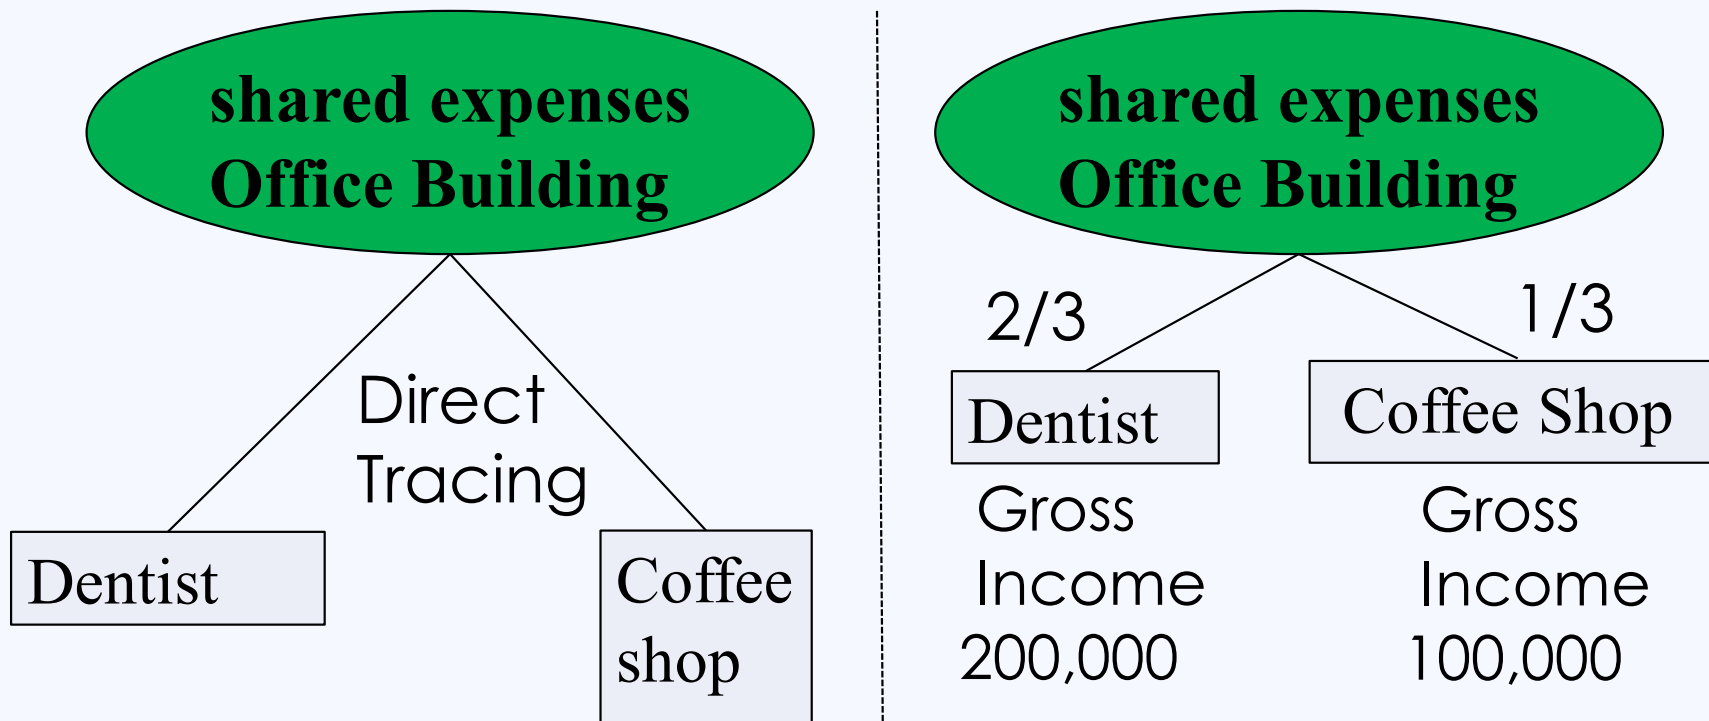 shared expenses
Office Building
Direct
Tracing
Dentist
Coffee
shop
shared expenses
Office Building
2/3
1/3
Dentist
Coffee Shop
Gross
Income
200,000
Gross
Income
100,000